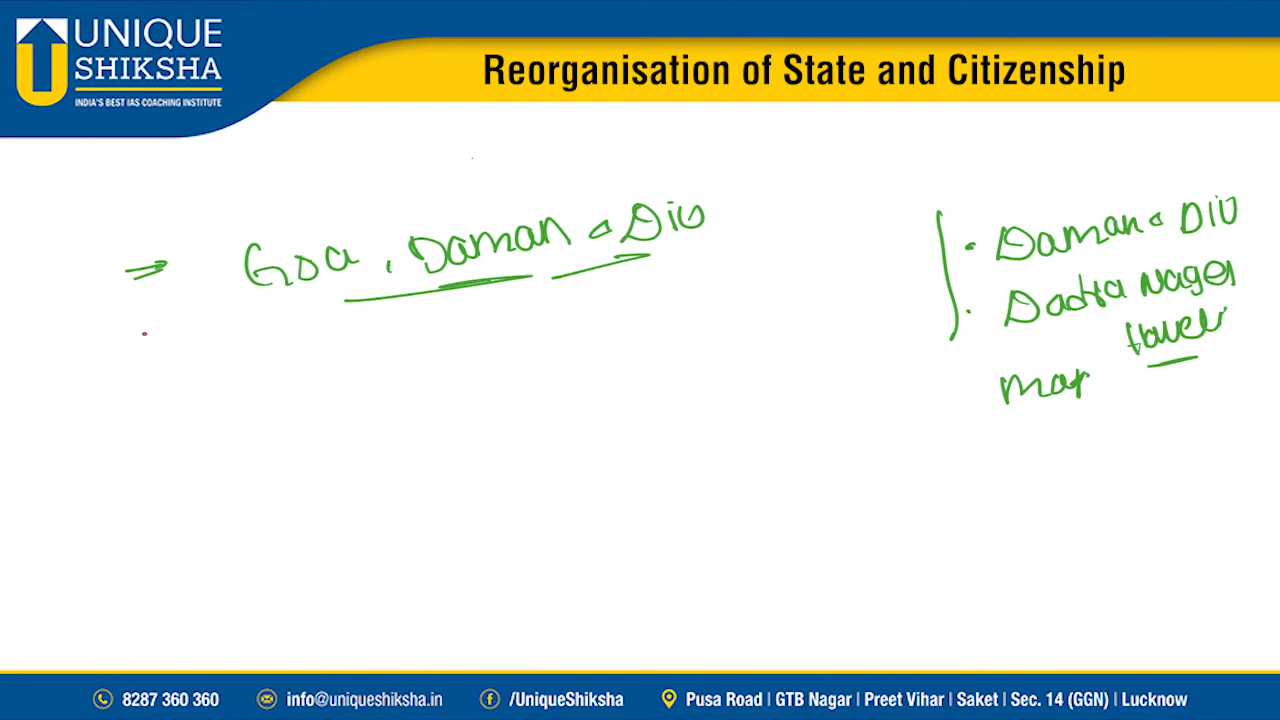 UNIQUE
SHIKSHA
INDIA'S BEST IAS COACHING INSTITUTE
Reorganisation of State and Citizenship
⇒ Goa, Daman & Diu
• Daman & DIU
• Dadra Nager
Haveli
8287 360 360
info@uniqueshiksha.in
/UniqueShiksha
Pusa Road | GTB Nagar | Preet Vihar | Saket | Sec. 14 (GGN) | Lucknow